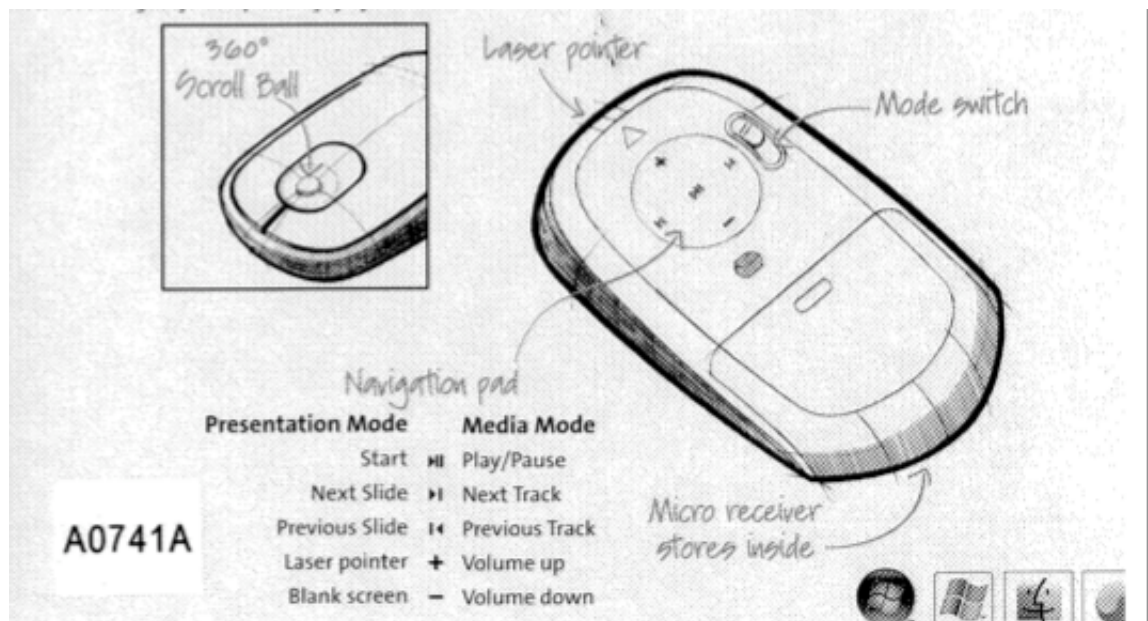 360°
Scroll Ball
Laser pointer
Mode switch
Navigation pad
Presentation Mode Media Mode
Start ⏯ Play/Pause
Next Slide ⏭ Next Track
Previous Slide ⏮ Previous Track
Laser pointer + Volume up
Blank screen – Volume down
A0741A
Micro receiver
stores inside